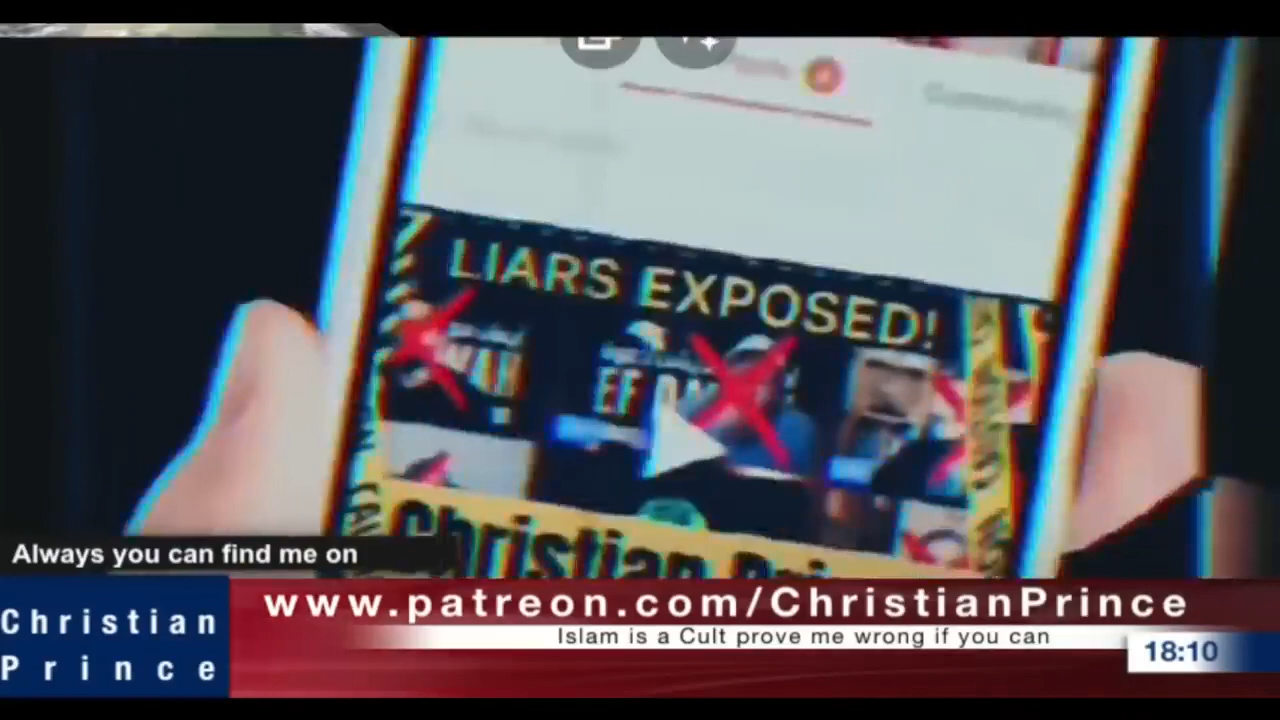 LIARS EXPOSED!
Christian
Always you can find me on
Christian
Prince
www.patreon.com/ChristianPrince
Islam is a Cult prove me wrong if you can
18:10